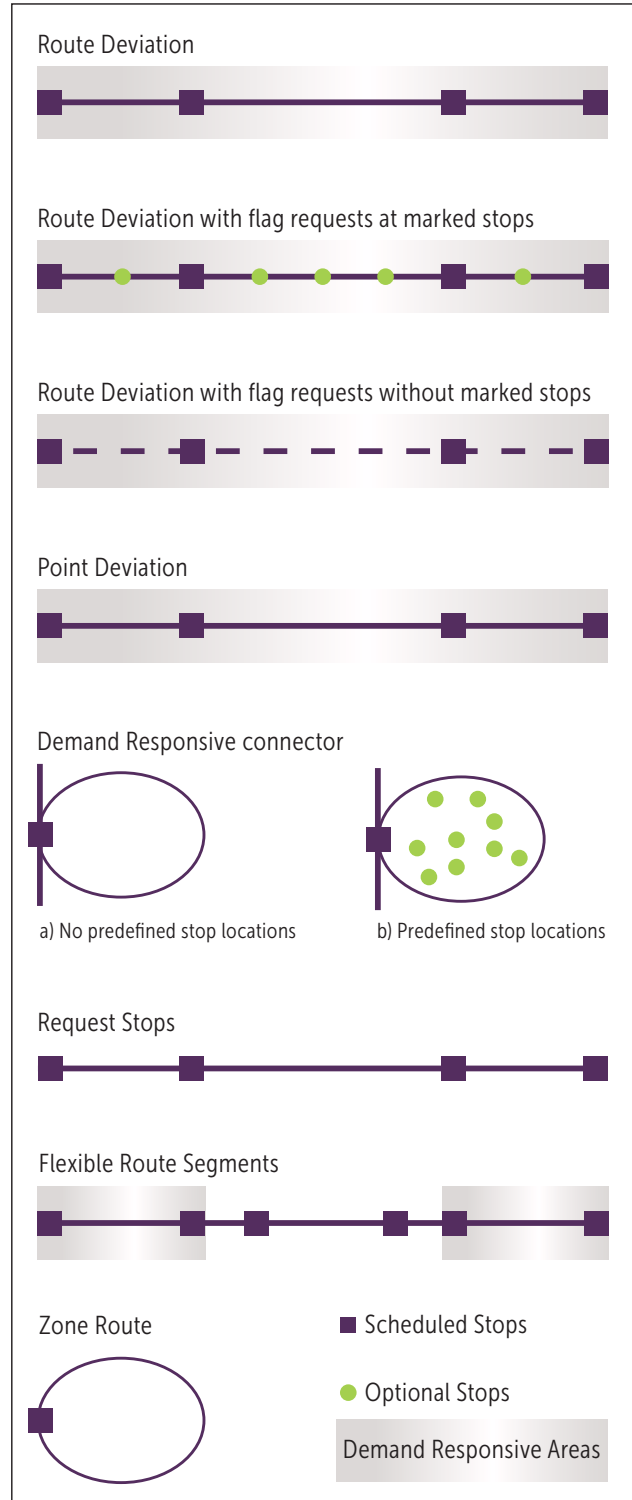 Route Deviation
Route Deviation with flag requests at marked stops
Route Deviation with flag requests without marked stops
Point Deviation
Demand Responsive connector
a) No predefined stop locations
b) Predefined stop locations
Request Stops
Flexible Route Segments
Zone Route
Scheduled Stops
Optional Stops
Demand Responsive Areas